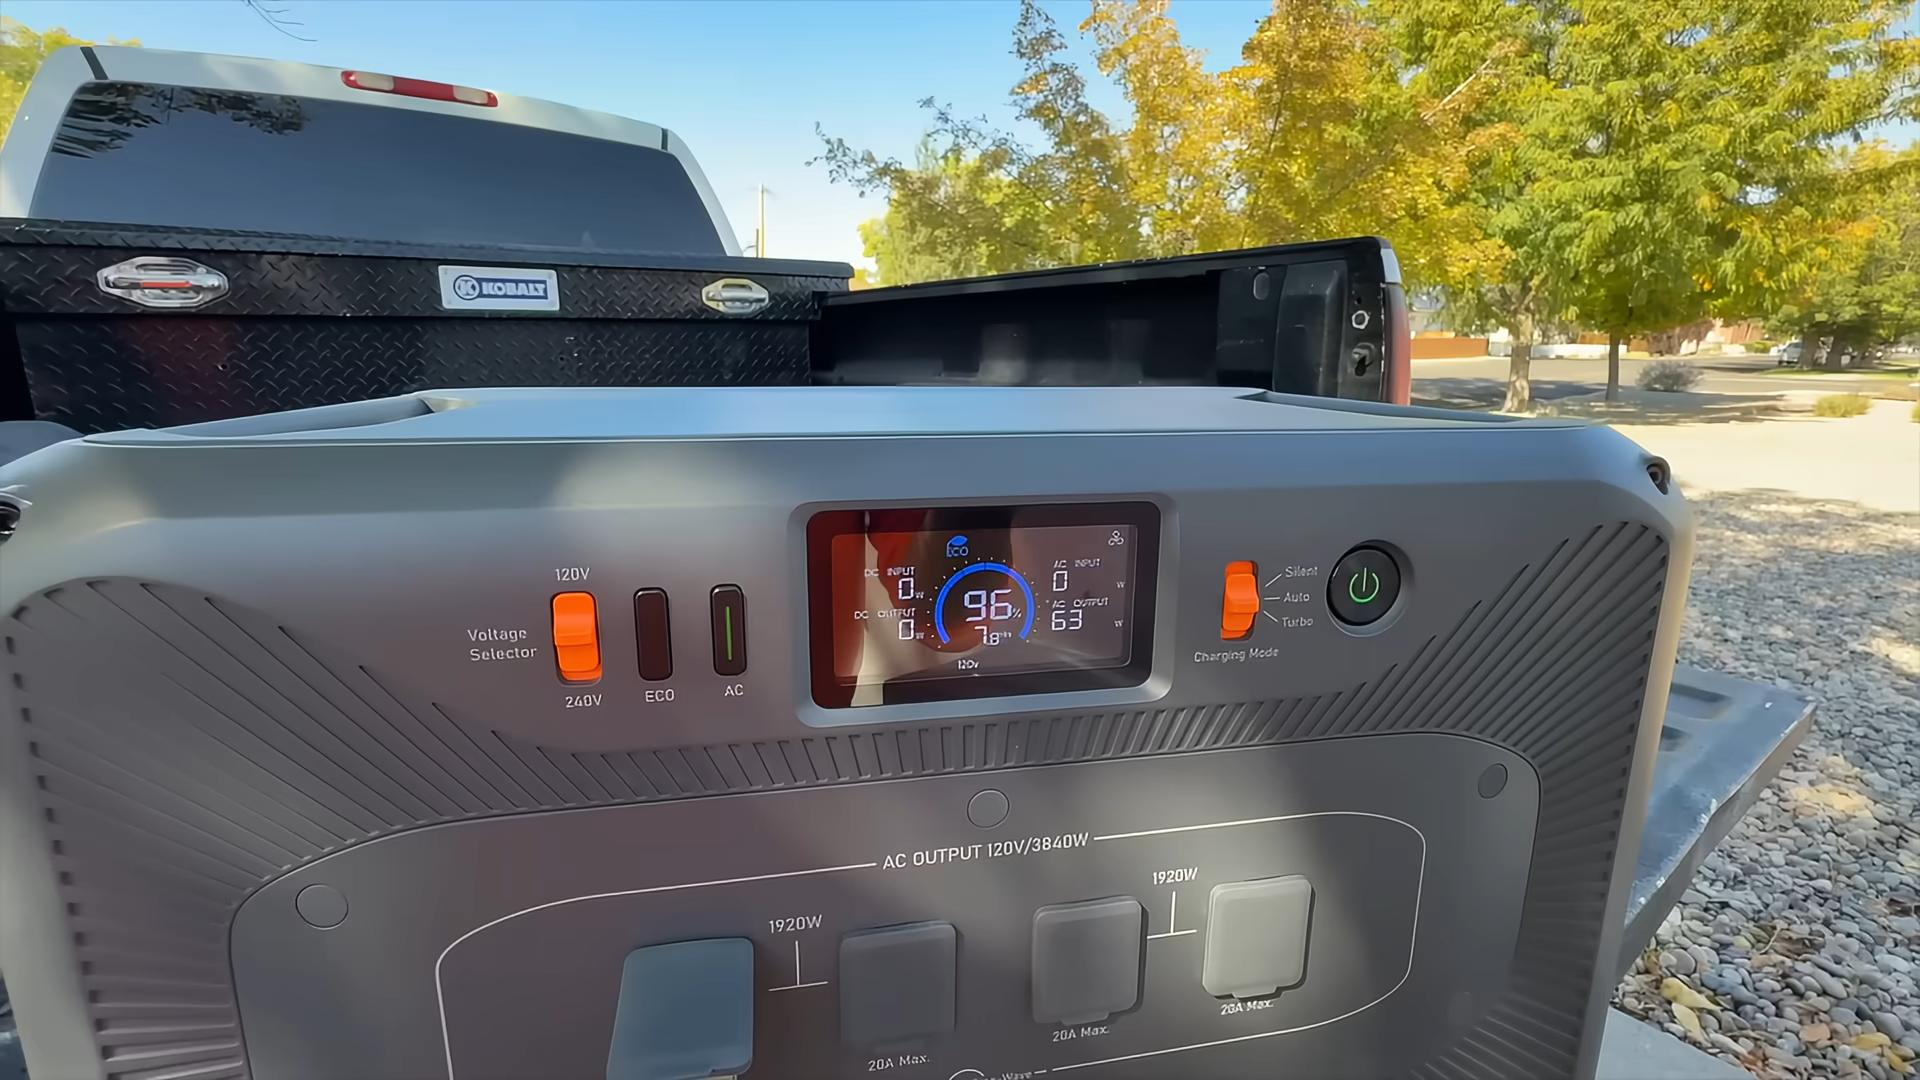 KOBALT
120V
Voltage
Selector
240V
ECO
AC
ECO
DC INPUT
0W
DC OUTPUT
0W
96%
7.8
120V
AC INPUT
0 W
AC OUTPUT
63 W
Silent
Auto
Turbo
Charging Mode
AC OUTPUT 120V/3840W
1920W
1920W
20A Max.
20A Max.
20A Max.